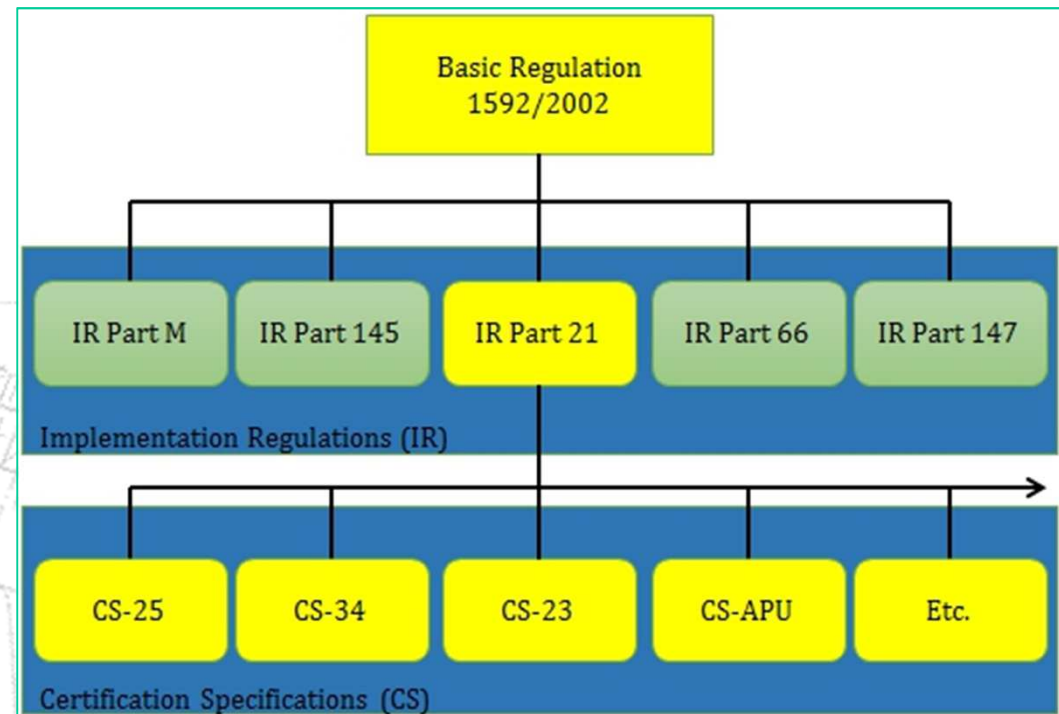 Basic Regulation
1592/2002
IR Part M
IR Part 145
IR Part 21
IR Part 66
IR Part 147
Implementation Regulations (IR)
CS-25
CS-34
CS-23
CS-APU
Etc.
Certification Specifications (CS)